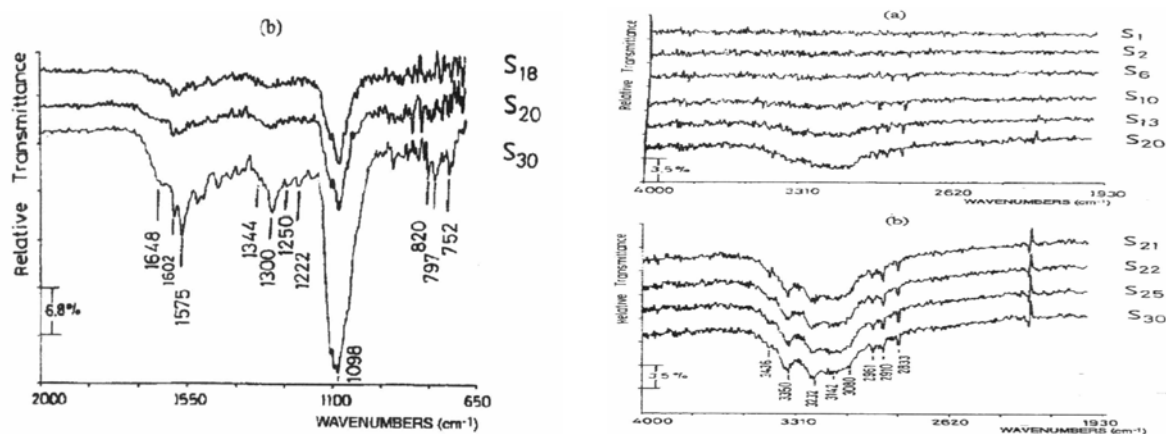 (b)
S18
S20
S30
Relative Transmittance
6.8%
1648
1602
1575
1344
1300
1250
1222
1098
820
797
752
2000
1550
1100
650
WAVENUMBERS (cm-1)
(a)
S1
S2
S6
S10
S13
S20
Relative Transmittance
3.5%
4000
3310
2620
1930
WAVENUMBERS (cm-1)
(b)
S21
S22
S25
S30
Relative Transmittance
3436
3350
3232
3142
3080
2961
2910
2833
4000
3310
2620
1930
WAVENUMBERS (cm-1)